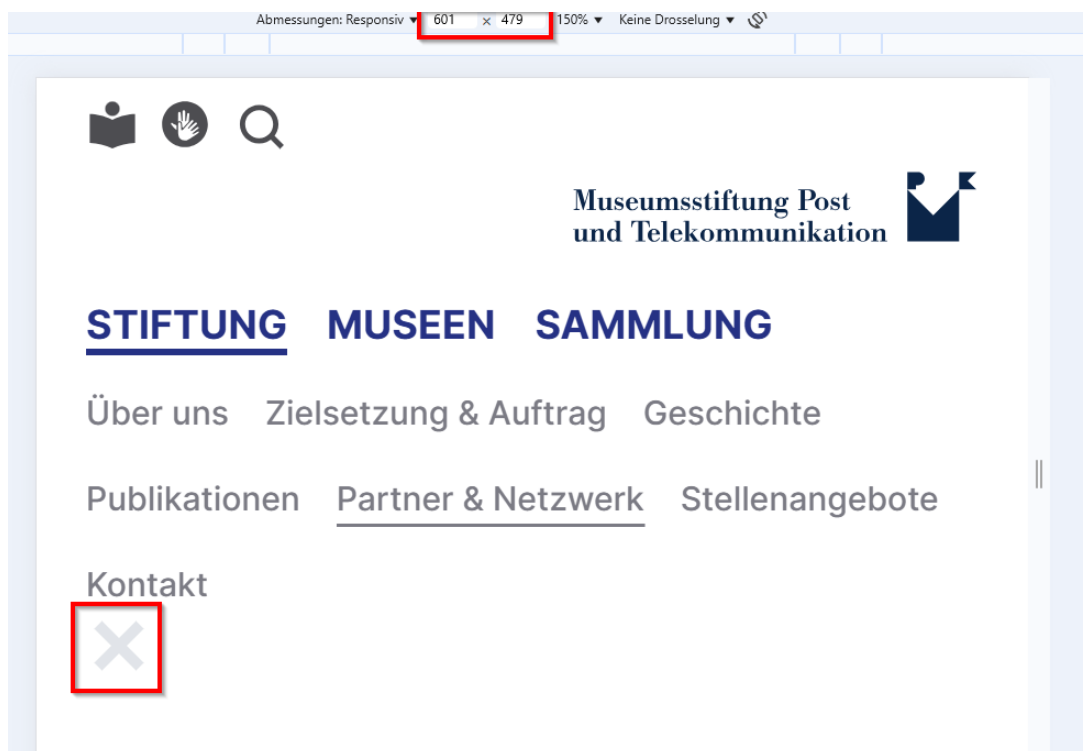 Abmessungen: Responsiv ▼ 601 x 479 150% ▼ Keine Drosselung ▼
Museumsstiftung Post
und Telekommunikation
STIFTUNG MUSEEN SAMMLUNG
Über uns Zielsetzung & Auftrag Geschichte
Publikationen Partner & Netzwerk Stellenangebote
Kontakt